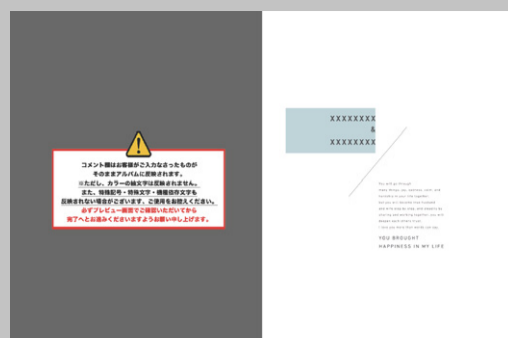 コメント欄はお客様がご入力なさったものが
そのままアルバムに反映されます。
※ただし、カラーの絵文字は反映されません。
また、特殊記号・特殊文字・機種依存文字も
反映されない場合がございます。ご使用をお控えください。
必ずプレビュー画面でご確認いただいてから
完了へとお進みくださいますようお願い申し上げます。
XXXXXXXX
&
XXXXXXXX
You will go through
YOU BROUGHT
HAPPINESS IN MY LIFE